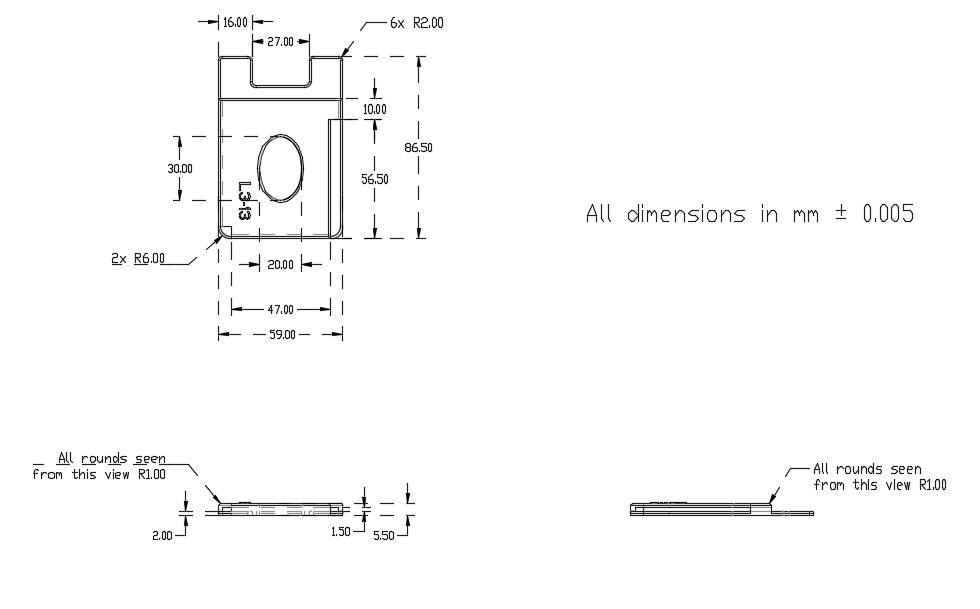 16.00
6x R2.00
27.00
10.00
86.50
30.00
56.50
L3-13
All dimensions in mm ± 0.005
2x R6.00
20.00
47.00
59.00
All rounds seen
from this view R1.00
All rounds seen
from this view R1.00
2.00
1.50
5.50